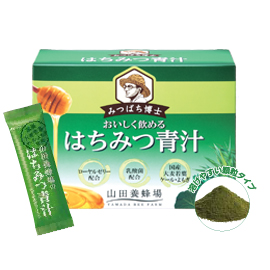 みつばち博士
おいしく飲める
はちみつ青汁
ローヤルゼリー
配合
乳酸菌
配合
国産
大麦若葉
ケール・よもぎ
山田養蜂場
YAMADA BEE FARM
山田養蜂場の
はちみつ青汁
溶けやすい顆粒タイプ